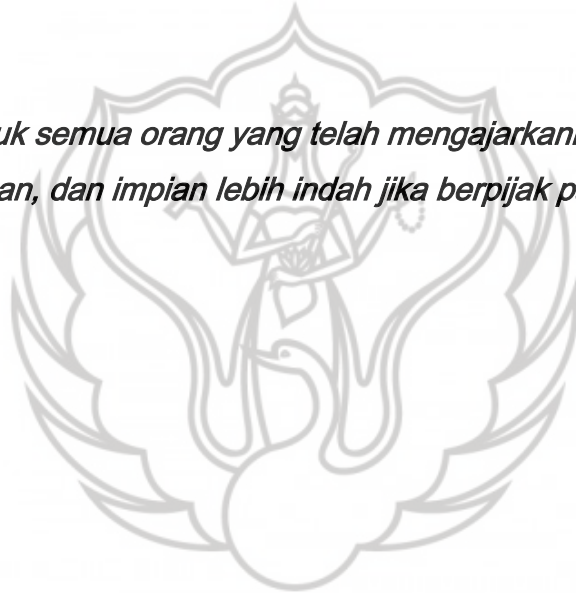 uk semua orang yang telah mengajarkan
an, dan impian lebih indah jika berpijak p